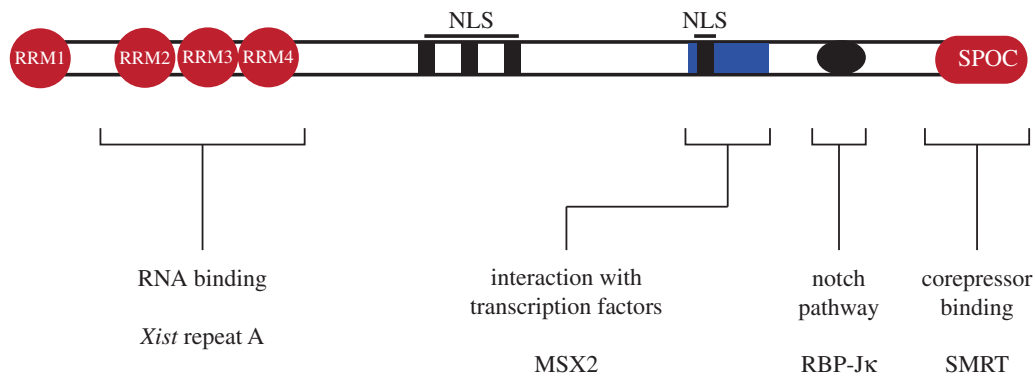 NLS
NLS
RRM1
RRM2
RRM3
RRM4
SPOC
RNA binding
Xist repeat A
interaction with
transcription factors
MSX2
notch
pathway
RBP-Jκ
corepressor
binding
SMRT